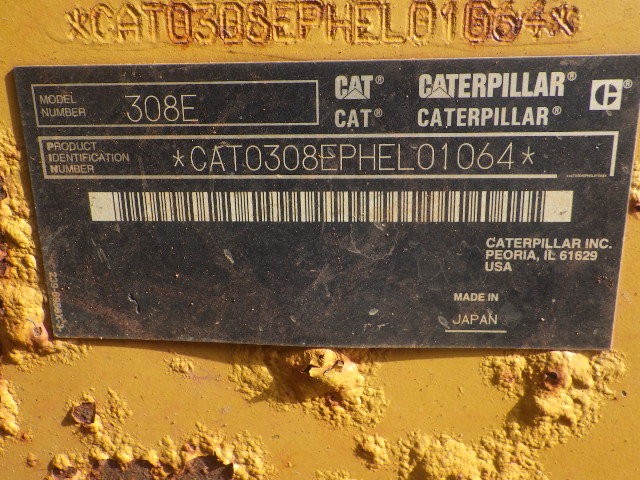 *CAT0308EPHEL01064*
MODEL NUMBER 308E
CAT® CATERPILLAR®
CAT® CATERPILLAR®
PRODUCT IDENTIFICATION NUMBER *CAT0308EPHEL01064*
CATERPILLAR INC.
PEORIA, IL 61629
USA
MADE IN
JAPAN